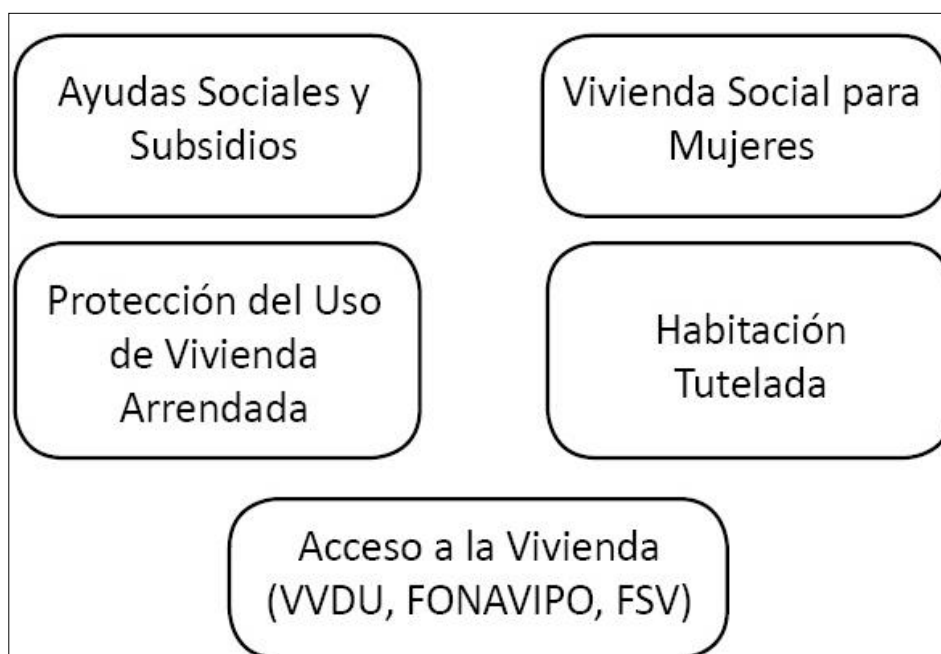 Ayudas Sociales y
Subsidios
Vivienda Social para
Mujeres
Protección del Uso
de Vivienda
Arrendada
Habitación
Tutelada
Acceso a la Vivienda
(VVDU, FONAVIPO, FSV)